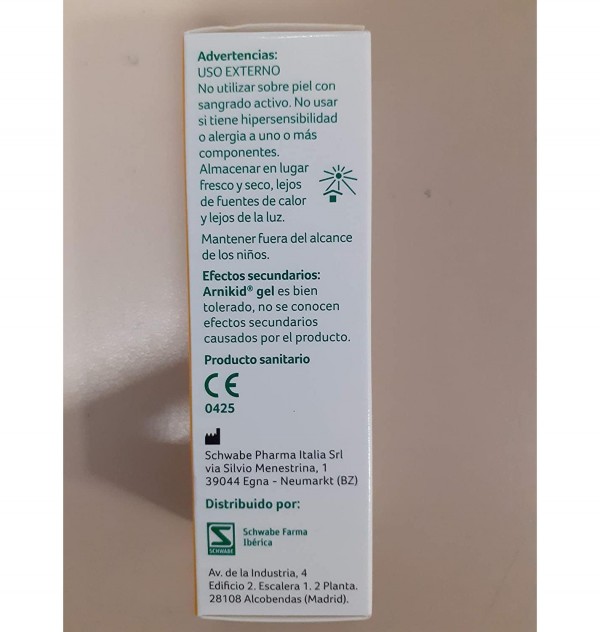 Advertencias:
USO EXTERNO
No utilizar sobre piel con
sangrado activo. No usar
si tiene hipersensibilidad
o alergia a uno o más
componentes.
Almacenar en lugar
fresco y seco, lejos
de fuentes de calor
y lejos de la luz.
Mantener fuera del alcance
de los niños.
Efectos secundarios:
Arnikid® gel es bien
tolerado, no se conocen
efectos secundarios
causados por el producto.
Producto sanitario
CE
0425
Schwabe Pharma Italia Srl
via Silvio Menestrina, 1
39044 Egna - Neumarkt (BZ)
Distribuido por:
SCHWABE
Schwabe Farma
Ibérica
Av. de la Industria, 4
Edificio 2. Escalera 1. 2 Planta.
28108 Alcobendas (Madrid).